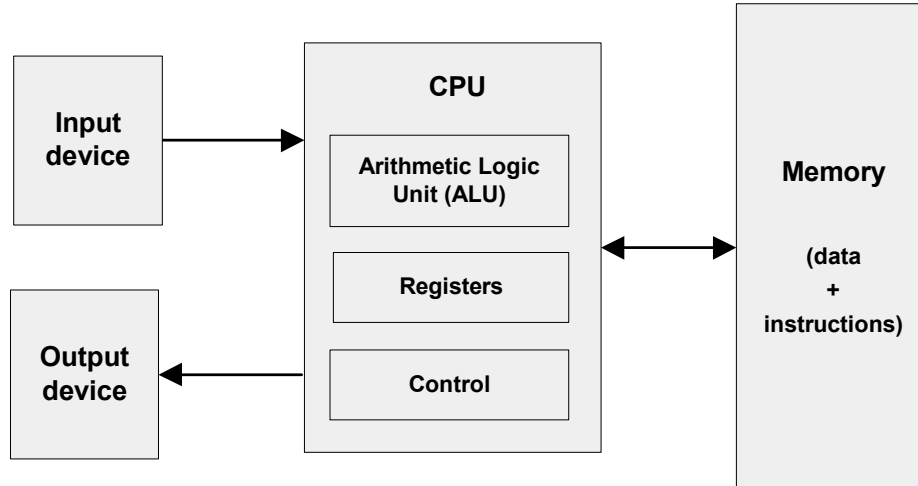 Input
device
Output
device
CPU
Arithmetic Logic
Unit (ALU)
Registers
Control
Memory
(data
+
instructions)